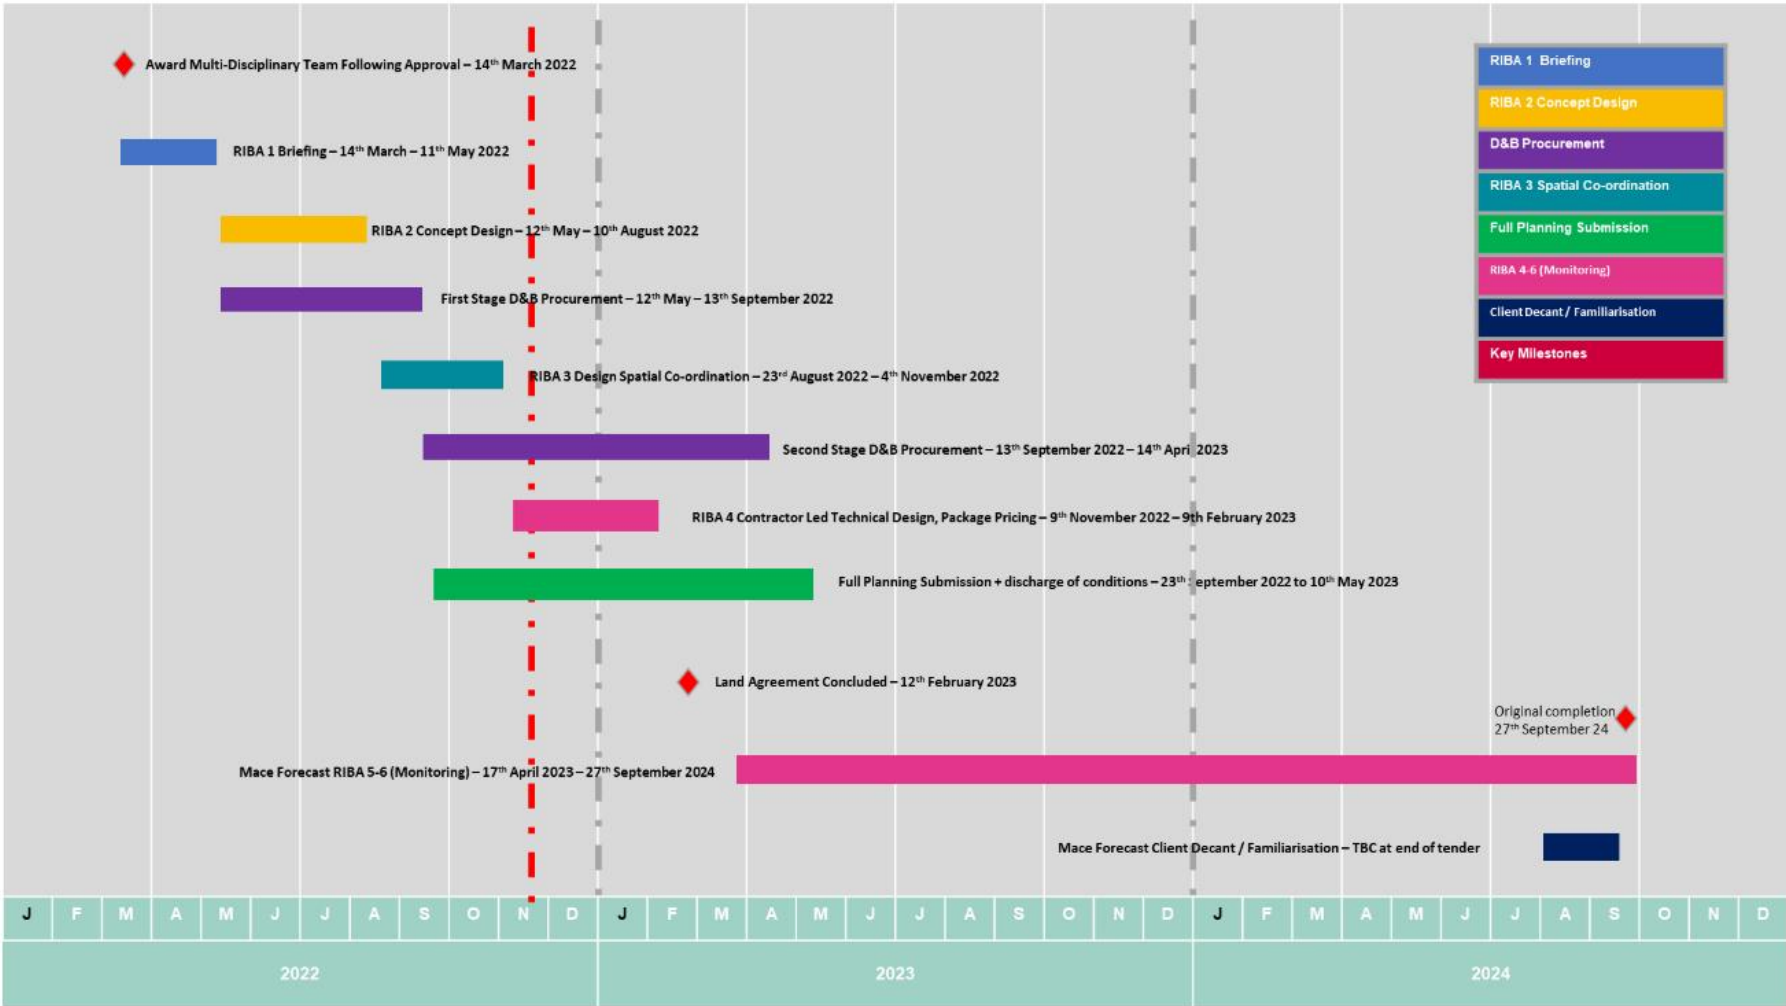 Award Multi-Disciplinary Team Following Approval – 14th March 2022
RIBA 1 Briefing – 14th March – 11th May 2022
RIBA 2 Concept Design – 12th May – 10th August 2022
First Stage D&B Procurement – 12th May – 13th September 2022
RIBA 3 Design Spatial Co-ordination – 23rd August 2022 – 4th November 2022
Second Stage D&B Procurement – 13th September 2022 – 14th April 2023
RIBA 4 Contractor Led Technical Design, Package Pricing – 9th November 2022 – 9th February 2023
Full Planning Submission + discharge of conditions – 23th September 2022 to 10th May 2023
Land Agreement Concluded – 12th February 2023
Original completion
27th September 24
Mace Forecast RIBA 5-6 (Monitoring) – 17th April 2023 – 27th September 2024
Mace Forecast Client Decant / Familiarisation – TBC at end of tender
RIBA 1 Briefing
RIBA 2 Concept Design
D&B Procurement
RIBA 3 Spatial Co-ordination
Full Planning Submission
RIBA 4-6 (Monitoring)
Client Decant / Familiarisation
Key Milestones
J F M A M J J A S O N D J F M A M J J A S O N D J F M A M J J A S O N D
2022 2023 2024